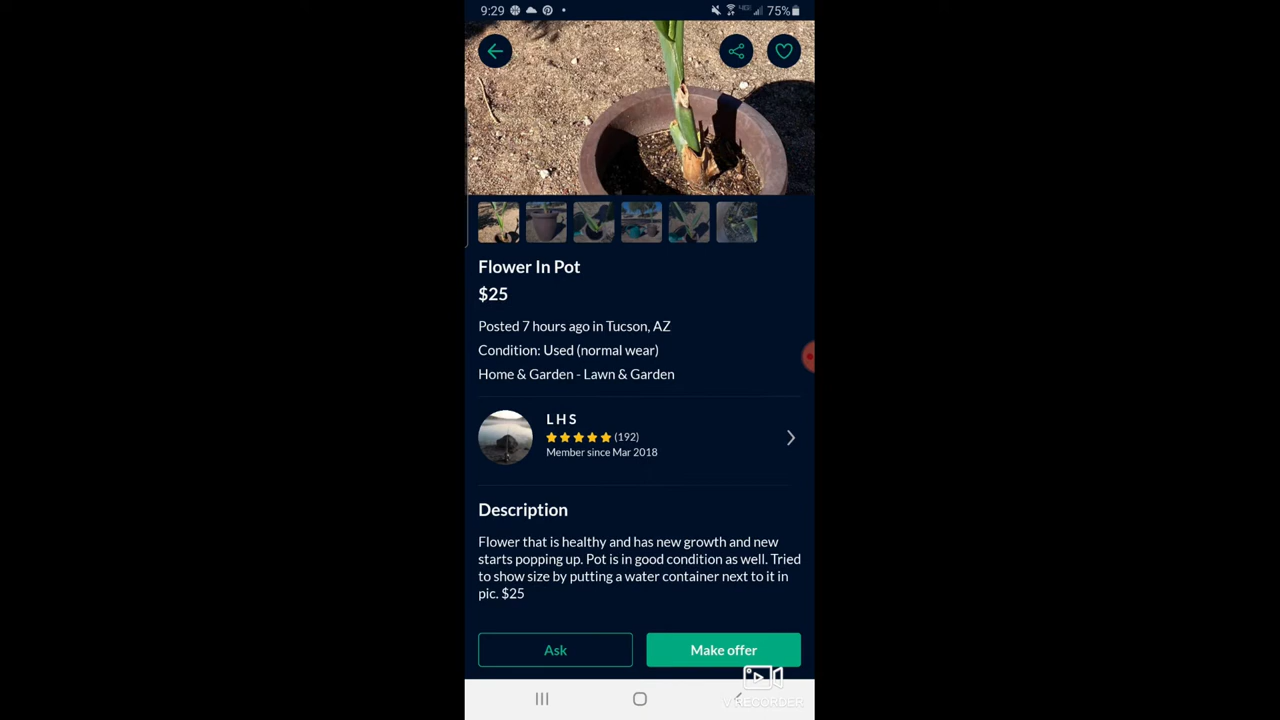 9:29
75%
Flower In Pot
$25
Posted 7 hours ago in Tucson, AZ
Condition: Used (normal wear)
Home & Garden - Lawn & Garden
L H S
(192)
Member since Mar 2018
Description
Flower that is healthy and has new growth and new
starts popping up. Pot is in good condition as well. Tried
to show size by putting a water container next to it in
pic. $25
Ask
Make offer
V RECORDER